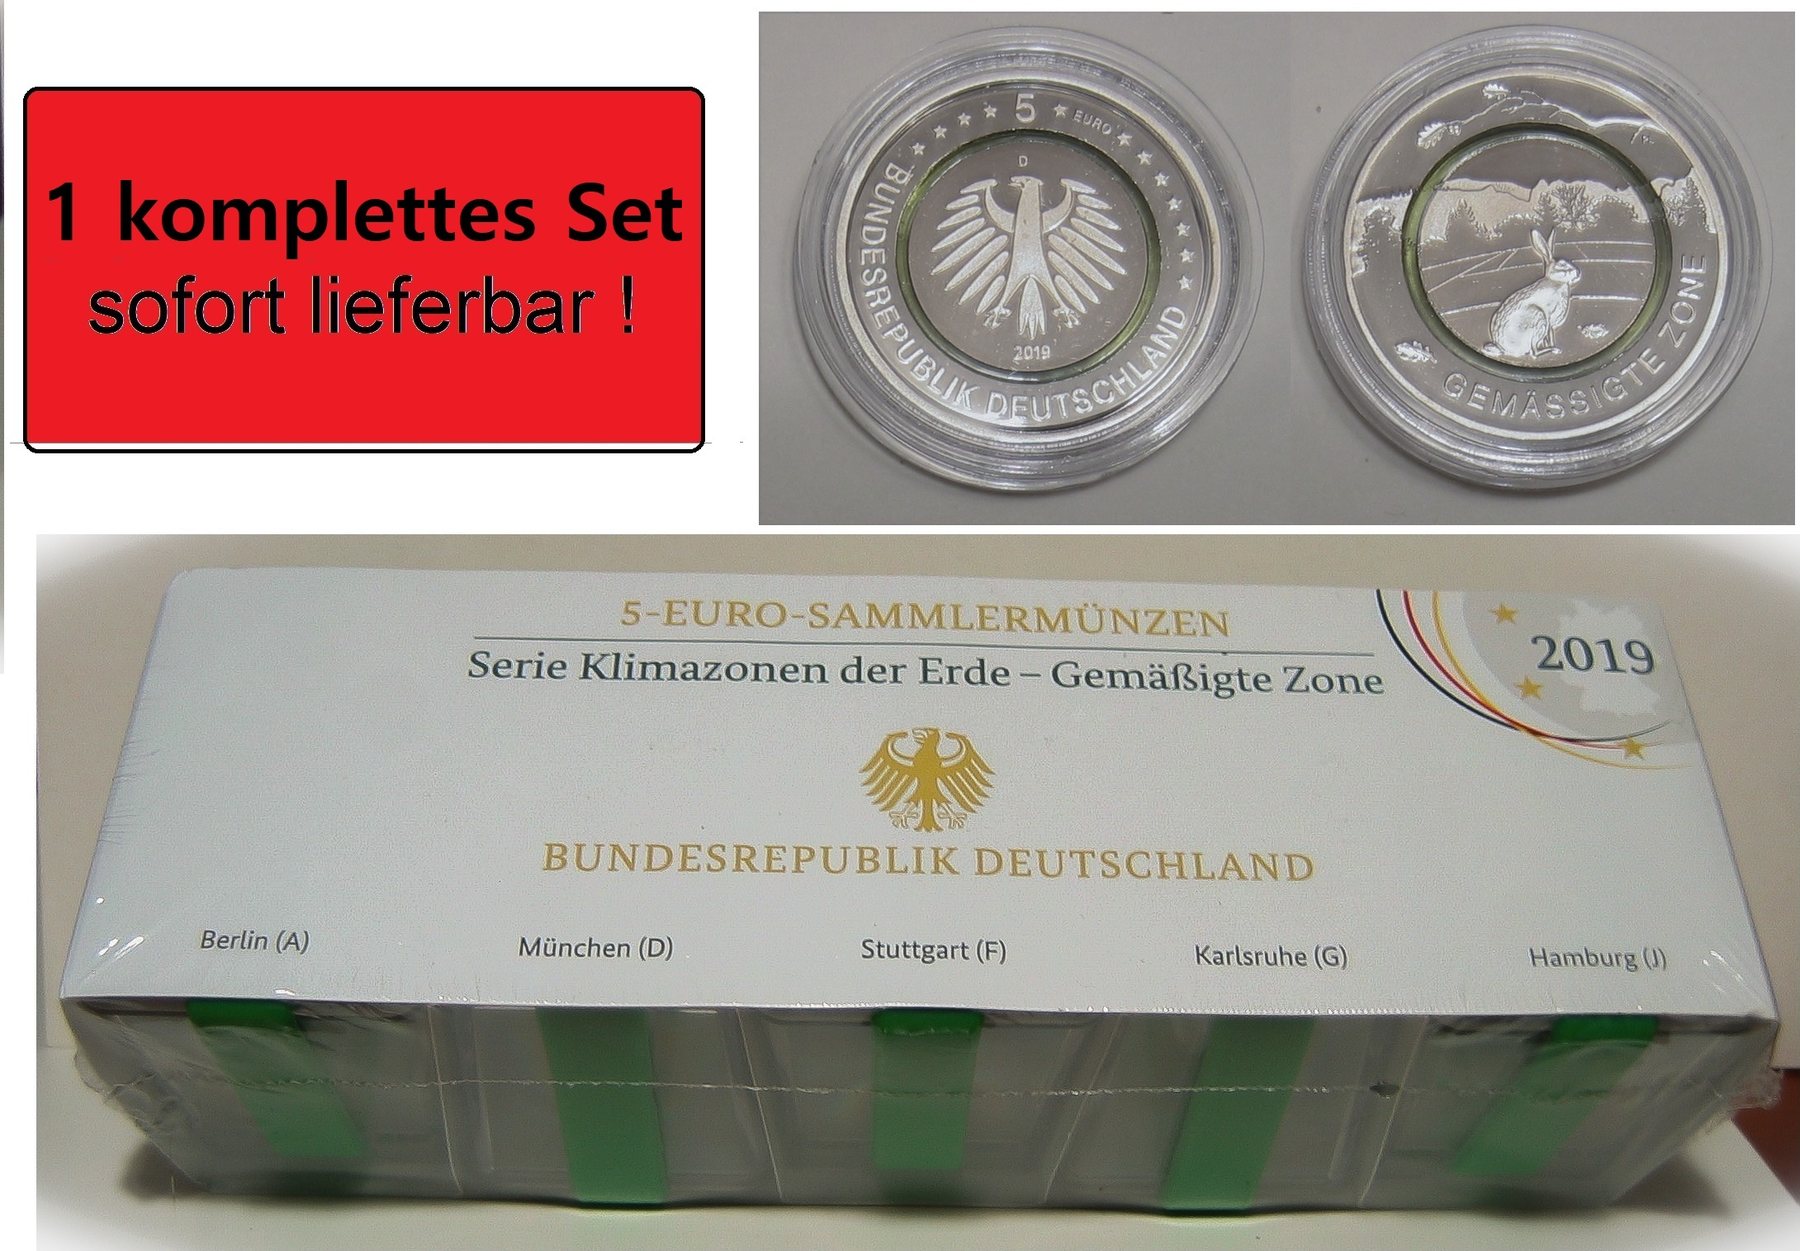 1 komplettes Set
sofort lieferbar !
5
EURO
D
2019
BUNDESREPUBLIK DEUTSCHLAND
GEMÄSSIGTE ZONE
5-EURO-SAMMLERMÜNZEN
Serie Klimazonen der Erde – Gemäßigte Zone
2019
BUNDESREPUBLIK DEUTSCHLAND
Berlin (A)
München (D)
Stuttgart (F)
Karlsruhe (G)
Hamburg (J)